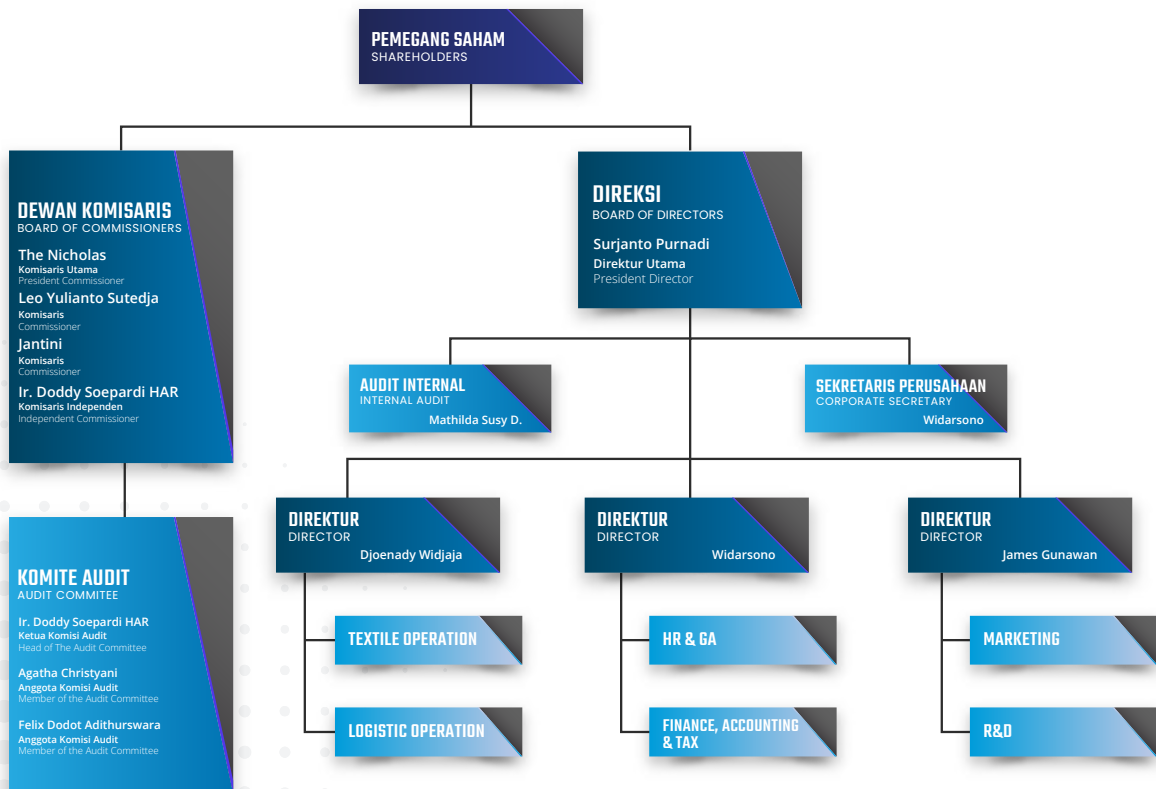 PEMEGANG SAHAM
SHAREHOLDERS
DEWAN KOMISARIS
BOARD OF COMMISSIONERS
The Nicholas
Komisaris Utama
President Commissioner
Leo Yulianto Sutedja
Komisaris
Commissioner
Jantini
Komisaris
Commissioner
Ir. Doddy Soepardi HAR
Komisaris Independen
Independent Commissioner
DIREKSI
BOARD OF DIRECTORS
Surjanto Purnadi
Direktur Utama
President Director
AUDIT INTERNAL
INTERNAL AUDIT
Mathilda Susy D.
SEKRETARIS PERUSAHAAN
CORPORATE SECRETARY
Widarsono
KOMITE AUDIT
AUDIT COMMITEE
Ir. Doddy Soepardi HAR
Ketua Komisi Audit
Head of The Audit Committee
Agatha Christyani
Anggota Komisi Audit
Member of the Audit Committee
Felix Dodot Adithurswara
Anggota Komisi Audit
Member of the Audit Committee
DIREKTUR
DIRECTOR
Djoenady Widjaja
TEXTILE OPERATION
LOGISTIC OPERATION
DIREKTUR
DIRECTOR
Widarsono
HR & GA
FINANCE, ACCOUNTING
& TAX
DIREKTUR
DIRECTOR
James Gunawan
MARKETING
R&D